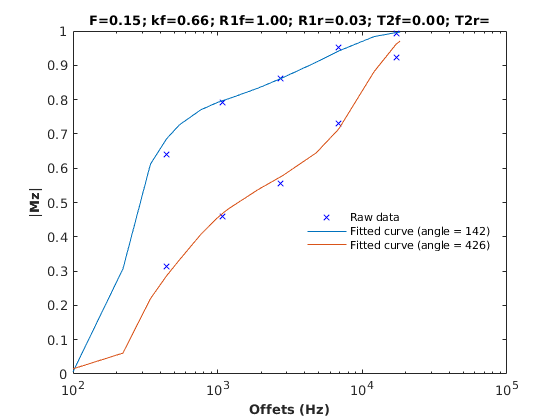 F=0.15; kf=0.66; R1f=1.00; R1r=0.03; T2f=0.00; T2r=
1
0.9
0.8
0.7
0.6
0.5
0.4
0.3
0.2
0.1
0
|Mz|
Raw data
Fitted curve (angle = 142)
Fitted curve (angle = 426)
10^2
10^3
10^4
10^5
Offets (Hz)